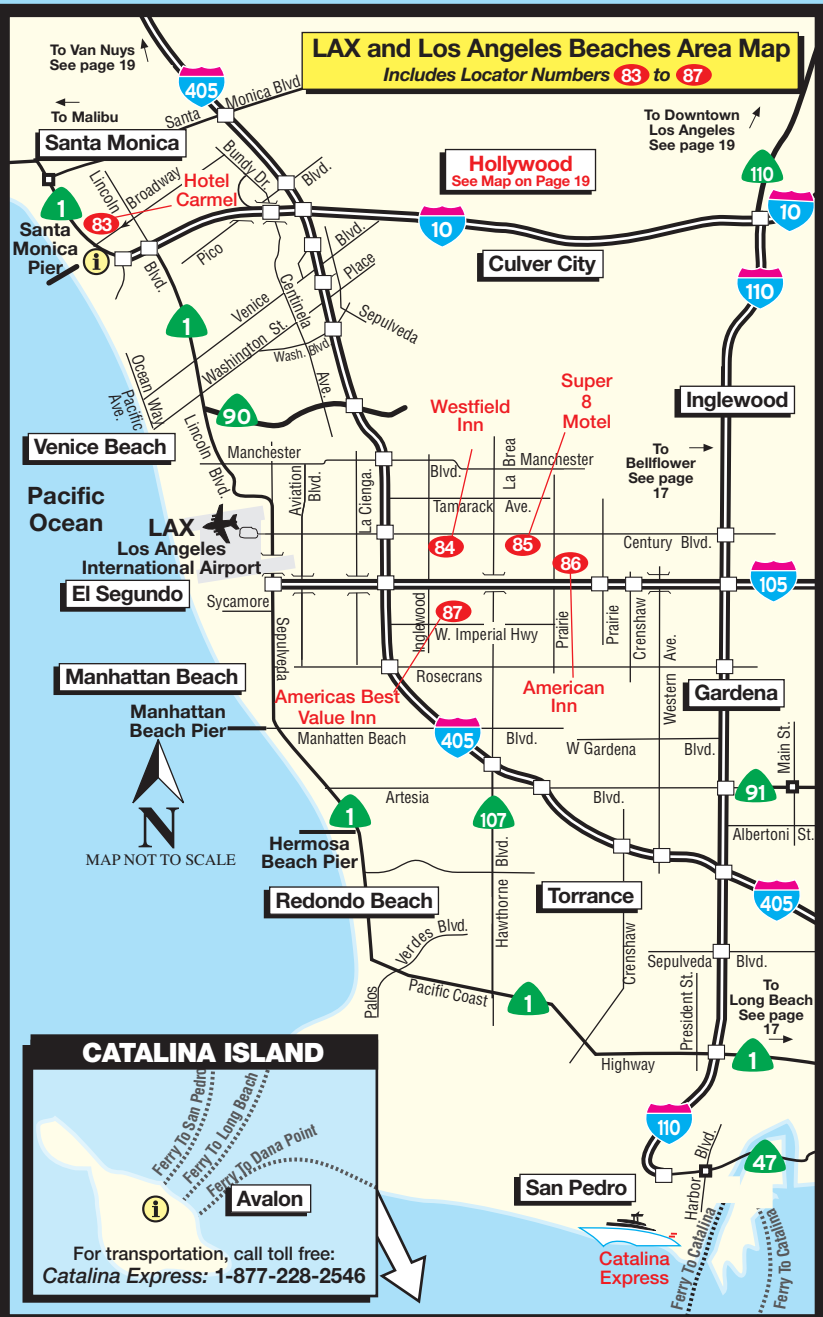 To Van Nuys
See page 19
LAX and Los Angeles Beaches Area Map
Includes Locator Numbers 83 to 87
405
To Malibu
Santa Monica Blvd.
To Downtown
Los Angeles
See page 19
Santa Monica
Hollywood
See Map on Page 19
110
10
Lincoln Blvd.
Broadway
Bundy Dr.
Blvd.
Hotel
Carmel
1
83
Santa
Monica
Pier
i
Pico
Blvd.
10
Culver City
110
Venice
Place
Centinela
Ave.
Sepulveda
1
Washington St.
Wash. Blvd.
Ocean Way
Pacific
Ave.
90
Super
8
Motel
Westfield
Inn
Inglewood
Venice Beach
Lincoln Blvd.
Manchester
Blvd.
Manchester
La Brea
To
Bellflower
See page
17
Aviation
Blvd.
La Cienga.
Tamarack
Ave.
Pacific
Ocean
LAX
Los Angeles
International Airport
84
85
Century Blvd.
86
El Segundo
105
Sycamore
Sepulveda
Inglewood
87
W. Imperial Hwy
Prairie
Prairie
Crenshaw
Western
Ave.
Manhattan Beach
Rosecrans
Americas Best
Value Inn
American
Inn
Gardena
Manhattan
Beach Pier
Manhatten Beach
405
Blvd.
W Gardena
Blvd.
Main St.
N
MAP NOT TO SCALE
Artesia
Blvd.
91
1
107
Albertoni St.
Hermosa
Beach Pier
Hawthorne Blvd.
Redondo Beach
Torrance
405
Palos Verdes Blvd.
Crenshaw
Sepulveda Blvd.
President St.
To
Long Beach
See page
17
Pacific Coast
1
Highway
1
CATALINA ISLAND
Ferry To San Pedro
Ferry To Long Beach
Ferry To Dana Point
Avalon
i
For transportation, call toll free:
Catalina Express: 1-877-228-2546
110
Harbor Blvd.
47
San Pedro
Catalina
Express
Ferry To Catalina
Ferry To Catalina